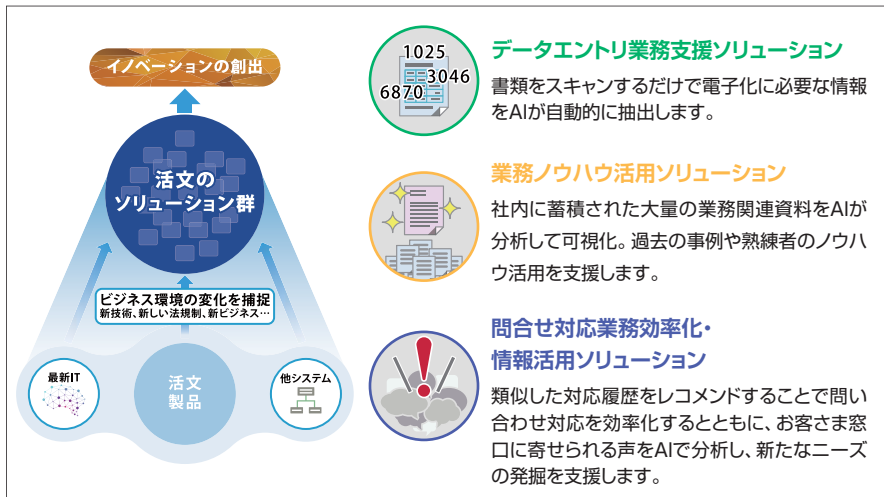 イノベーションの創出
活文の
ソリューション群
ビジネス環境の変化を捕捉
新技術、新しい法規制、新ビジネス…
最新IT
活文
製品
他システム
1025
3046
6870
データエントリ業務支援ソリューション
書類をスキャンするだけで電子化に必要な情報
をAIが自動的に抽出します。
業務ノウハウ活用ソリューション
社内に蓄積された大量の業務関連資料をAIが
分析して可視化。過去の事例や熟練者のノウハ
ウ活用を支援します。
問合せ対応業務効率化・
情報活用ソリューション
類似した対応履歴をレコメンドすることで問い
合わせ対応を効率化するとともに、お客さま窓
口に寄せられる声をAIで分析し、新たなニーズ
の発掘を支援します。